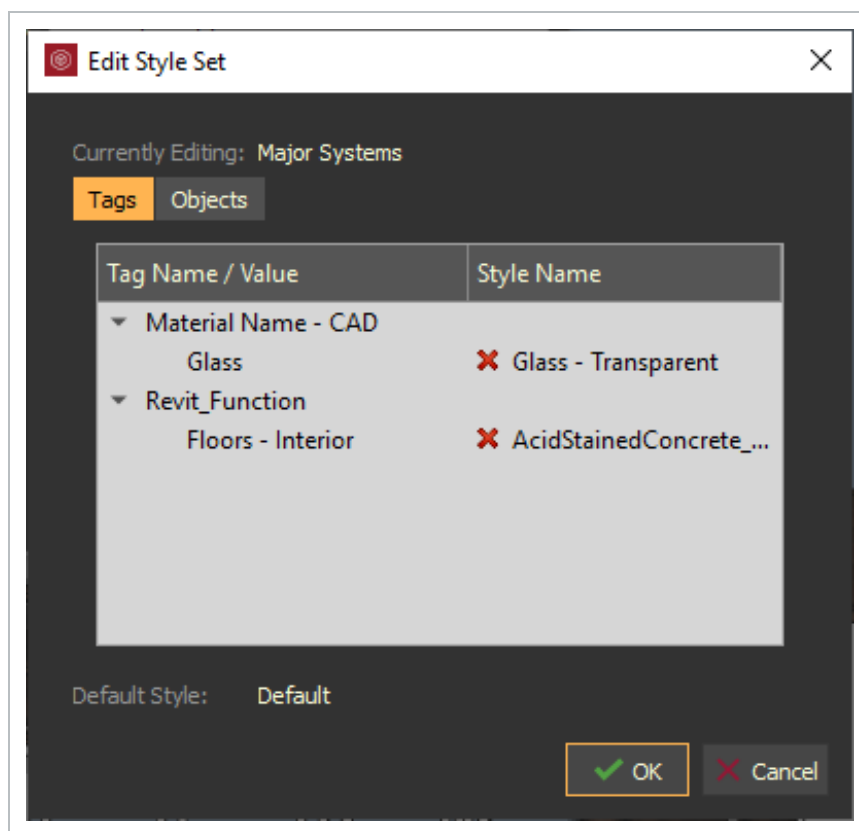 Edit Style Set
Currently Editing: Major Systems
Tags Objects
Tag Name / Value Style Name
Material Name - CAD
Glass Glass - Transparent
Revit_Function
Floors - Interior AcidStainedConcrete_...
Default Style: Default
OK Cancel